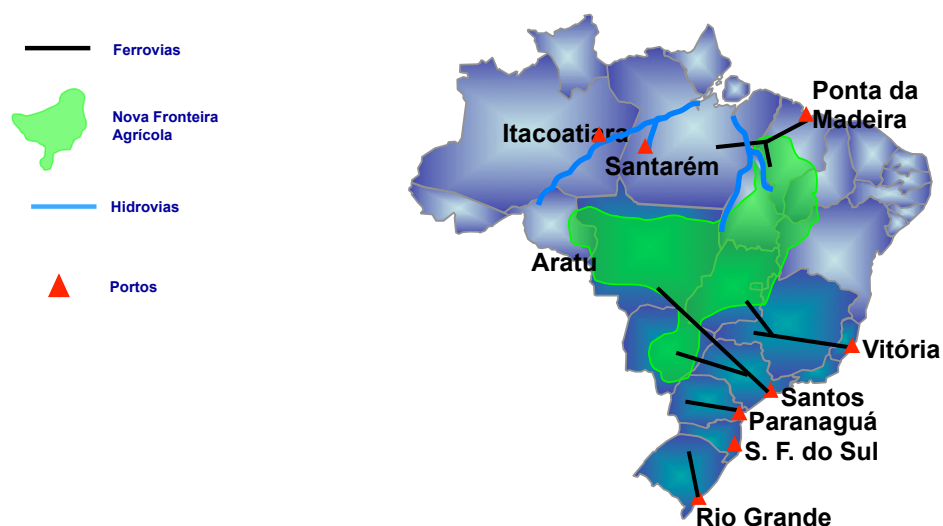 Ferrovias
Nova Fronteira
Agrícola
Hidrovias
Portos
Ponta da
Madeira
Itacoatiara
Santarém
Aratu
Vitória
Santos
Paranaguá
S. F. do Sul
Rio Grande